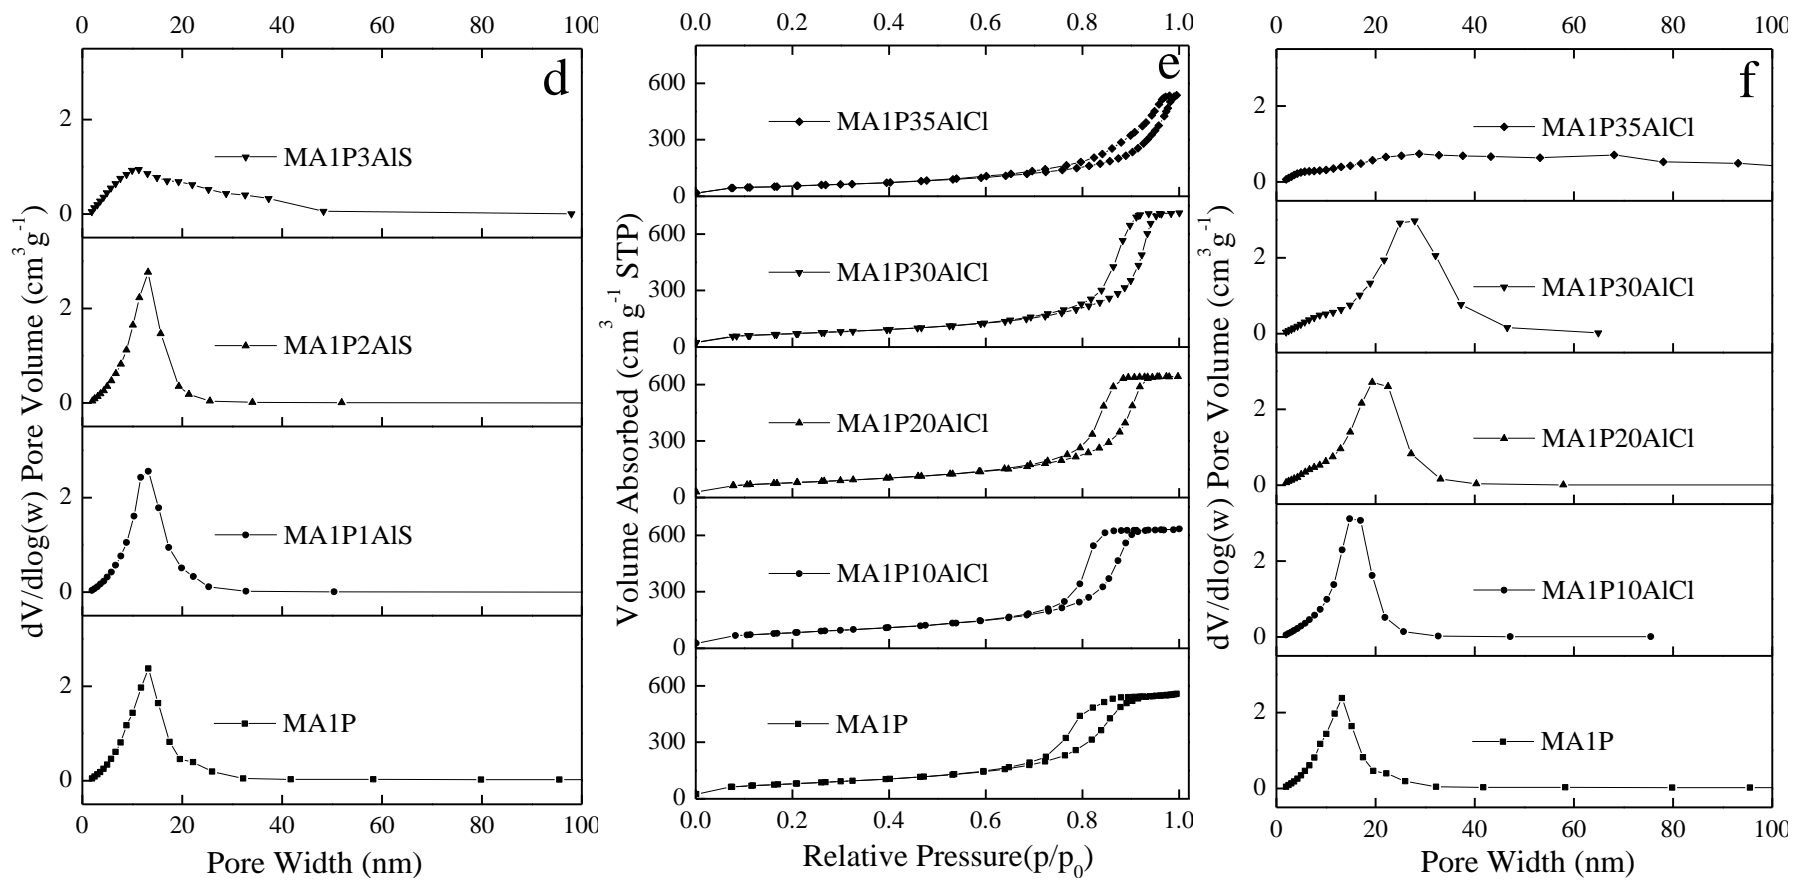 0 20 40 60 80 100
d
dV/dlog(w) Pore Volume (cm³g⁻¹)
2
0
MA1P3AlS
2
0
MA1P2AlS
2
0
MA1P1AlS
2
0
MA1P
0 20 40 60 80 100
Pore Width (nm)
0.0 0.2 0.4 0.6 0.8 1.0
e
Volume Absorbed (cm³ g⁻¹ STP)
600
300
0
MA1P35AlCl
600
300
0
MA1P30AlCl
600
300
0
MA1P20AlCl
600
300
0
MA1P10AlCl
600
300
0
MA1P
0.0 0.2 0.4 0.6 0.8 1.0
Relative Pressure(p/p₀)
0 20 40 60 80 100
f
dV/dlog(w) Pore Volume (cm³g⁻¹)
2
0
MA1P35AlCl
2
0
MA1P30AlCl
2
0
MA1P20AlCl
2
0
MA1P10AlCl
2
0
MA1P
0 20 40 60 80 100
Pore Width (nm)